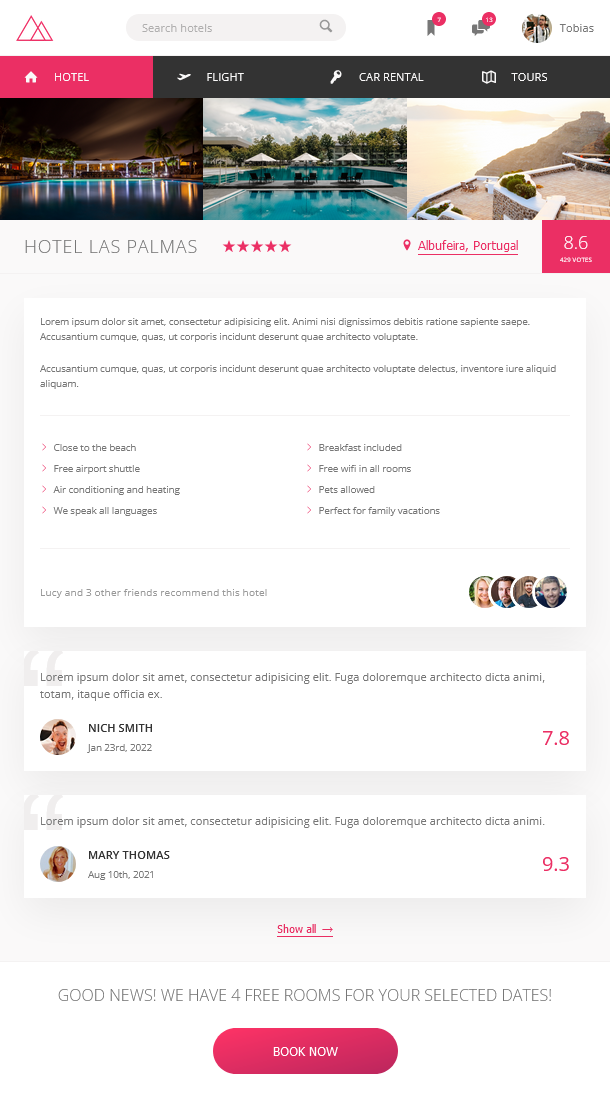 Search hotels
7
13
Tobias
HOTEL
FLIGHT
CAR RENTAL
TOURS
HOTEL LAS PALMAS
★★★★★
Albufeira, Portugal
8.6
429 VOTES
Lorem ipsum dolor sit amet, consectetur adipisicing elit. Animi nisi dignissimos debitis ratione sapiente saepe.
Accusantium cumque, quas, ut corporis incidunt deserunt quae architecto voluptate.
Accusantium cumque, quas, ut corporis incidunt deserunt quae architecto voluptate delectus, inventore iure aliquid
aliquam.
Close to the beach
Free airport shuttle
Air conditioning and heating
We speak all languages
Breakfast included
Free wifi in all rooms
Pets allowed
Perfect for family vacations
Lucy and 3 other friends recommend this hotel
“
Lorem ipsum dolor sit amet, consectetur adipisicing elit. Fuga doloremque architecto dicta animi,
totam, itaque officia ex.
NICH SMITH
Jan 23rd, 2022
7.8
“
Lorem ipsum dolor sit amet, consectetur adipisicing elit. Fuga doloremque architecto dicta animi.
MARY THOMAS
Aug 10th, 2021
9.3
Show all →
GOOD NEWS! WE HAVE 4 FREE ROOMS FOR YOUR SELECTED DATES!
BOOK NOW